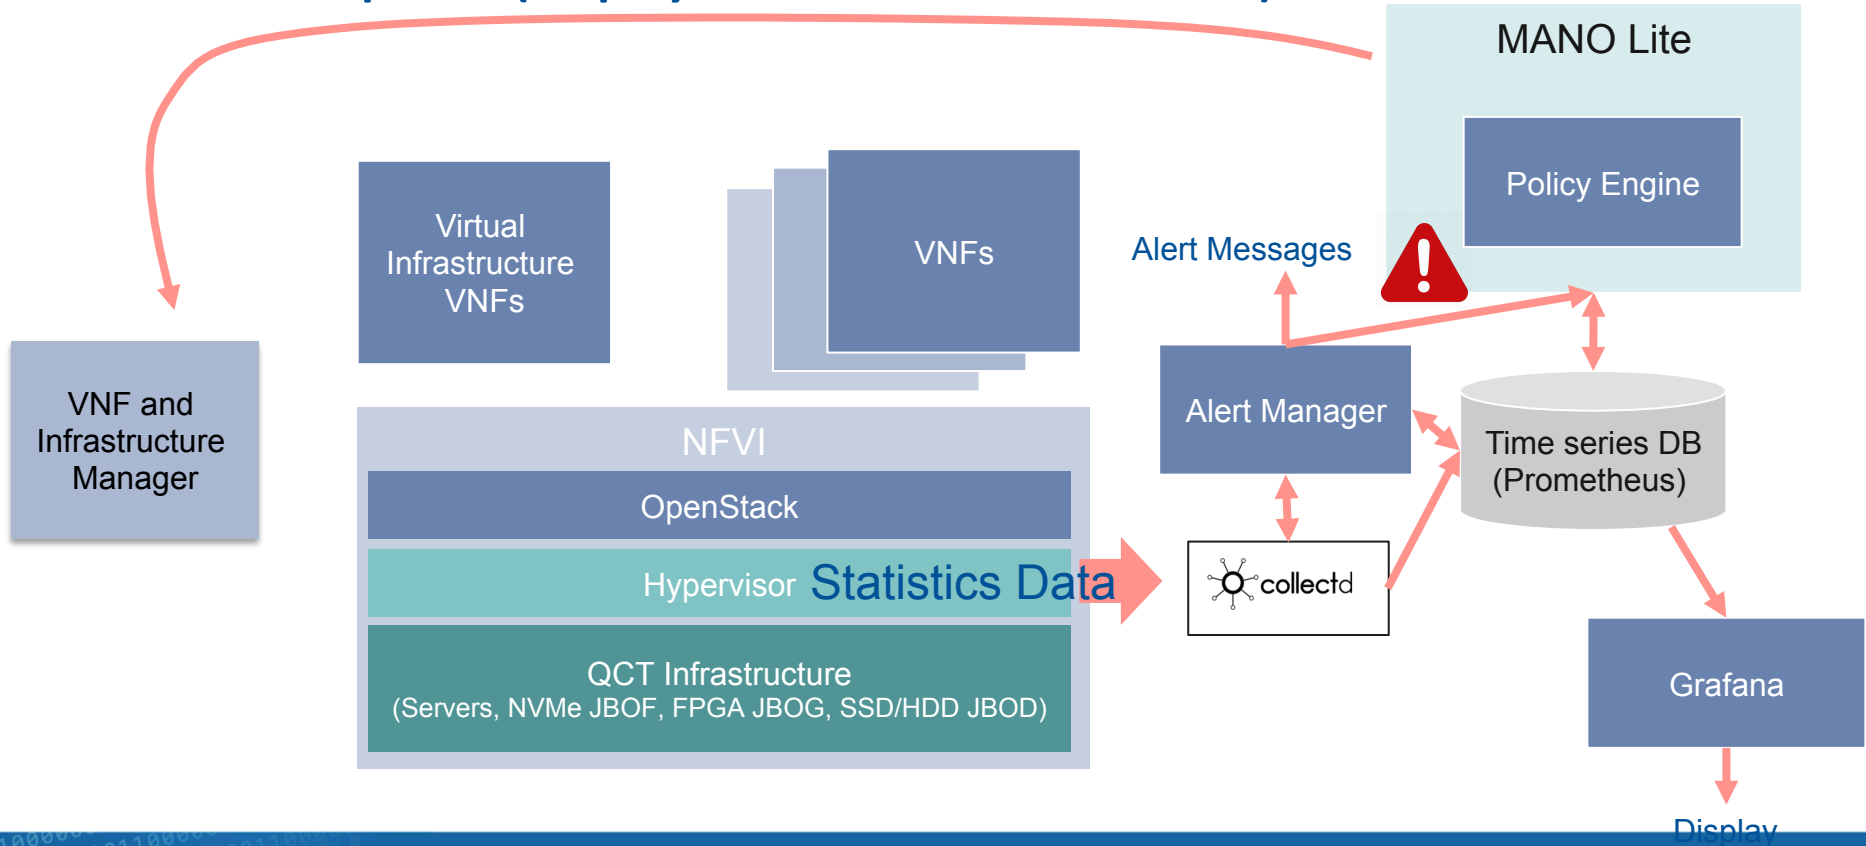 MANO Lite
Policy Engine
Virtual
Infrastructure
VNFs
VNFs
Alert Messages
VNF and
Infrastructure
Manager
Alert Manager
Time series DB
(Prometheus)
NFVI
OpenStack
Hypervisor
Statistics Data
collectd
QCT Infrastructure
(Servers, NVMe JBOF, FPGA JBOG, SSD/HDD JBOD)
Grafana
Display